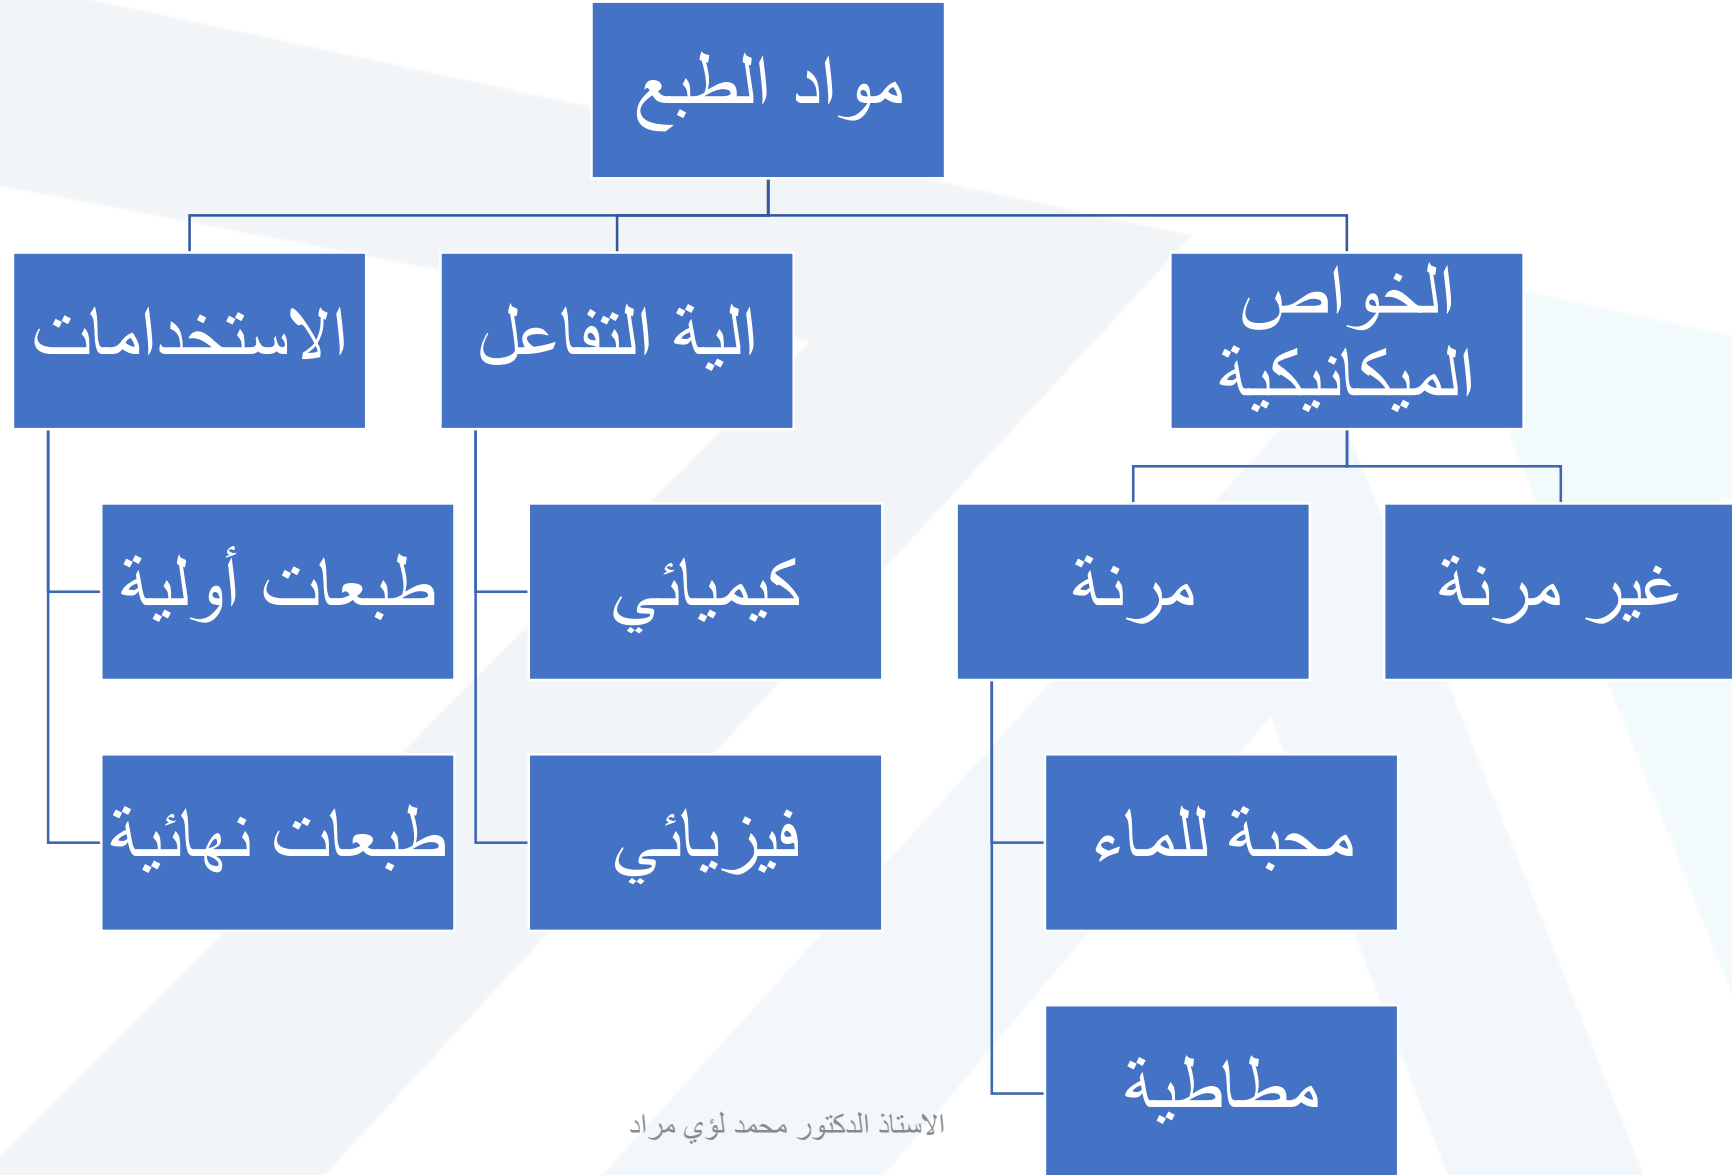 مواد الطبع
الخواص
الميكانيكية
الية التفاعل
الاستخدامات
غير مرنة
مرنة
كيميائي
طبعات أولية
محبة للماء
فيزيائي
طبعات نهائية
مطاطية
الاستاذ الدكتور محمد لؤي مراد